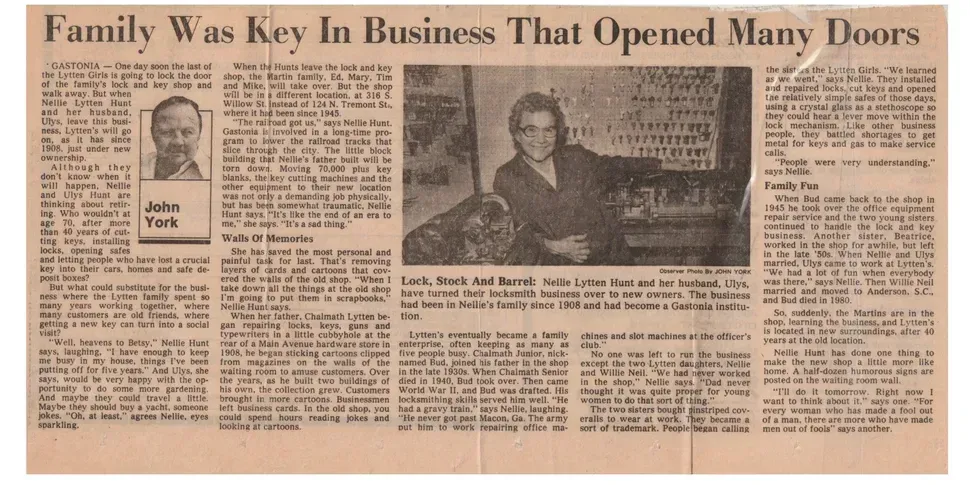 Family Was Key In Business That Opened Many Doors
GASTONIA — One day soon the last of
the Lytten Girls is going to lock the door
of the family's lock and key shop and
walk away. But when
Nellie Lytten Hunt
and her husband,
Ulys, leave this busi-
ness, Lytten's will go
on, as it has since
1908, just under new
ownership.
Although they
don't know when it
will happen, Nellie
and Ulys Hunt are
thinking about retir-
ing. Who wouldn't at
age 70, after more
than 40 years of cut-
ting keys, installing
locks, opening safes
and letting people who have lost a crucial
key into their cars, homes and safe de-
posit boxes?
But what could substitute for the busi-
ness where the Lytten family spent so
many years working together, where
many customers are old friends, where
getting a new key can turn into a social
visit?
"Well, heavens to Betsy," Nellie Hunt
says, laughing, "I have enough to keep
me busy in my house, things I've been
putting off for five years." And Ulys, she
says, would be very happy with the op-
portunity to do some more gardening.
And maybe they could travel a little.
Maybe they should buy a yacht, someone
jokes. "Oh, at least," agrees Nelie, eyes
sparkling.
John
York
When the Hunts leave the lock and key
shop, the Martin family, Ed, Mary, Tim
and Mike, will take over. But the shop
will be in a different location, at 316 S.
Willow St. instead of 124 N. Tremont St.,
where it had been since 1945.
"The railroad got us," says Nellie Hunt.
Gastonia is involved in a long-time pro-
gram to lower the railroad tracks that
slice through the city. The little block
building that Nellie's father built will be
torn down. Moving 70,000 plus key
blanks, the key cutting machines and the
other equipment to their new location
was not only a demanding job physically,
but has been somewhat traumatic, Nellie
Hunt says. "It's like the end of an era to
me," she says. "It's a sad thing."
Walls Of Memories
She has saved the most personal and
painful task for last. That's removing
layers of cards and cartoons that cov-
ered the walls of the old shop. "When I
take down all the things at the old shop
I'm going to put them in scrapbooks,"
Nellie Hunt says.
When her father, Chalmath Lytten be-
gan repairing locks, keys, guns and
typewriters in a little cubbyhole at the
rear of a Main Avenue hardware store in
1908, he began sticking cartoons clipped
from magazines on the walls of the
waiting room to amuse customers. Over
the years, as he built two buildings of
his own, the collection grew. Customers
brought in more cartoons. Businessmen
left business cards. In the old shop, you
could spend hours reading jokes and
looking at cartoons.
Observer Photo By JOHN YORK
Lock, Stock And Barrel: Nellie Lytten Hunt and her husband, Ulys,
have turned their locksmith business over to new owners. The business
had been in Nellie's family since 1908 and had become a Gastonia institu-
tion.
Lytten's eventually became a family
enterprise, often keeping as many as
five people busy. Chalmath Junior, nick-
named Bud, joined his father in the shop
in the late 1930s. When Chalmath Senior
died in 1940, Bud took over. Then came
World War II, and Bud was drafted. His
locksmithing skills served him well. "He
had a gravy train," says Nellie, laughing.
"He never got past Macon, Ga. The army
put him to work repairing office ma-
chines and slot machines at the officer's
club."
No one was left to run the business
except the two Lytten daughters, Nellie
and Willie Neil. "We had never worked
in the shop," Nellie says. "Dad never
thought it was quite proper for young
women to do that sort of thing."
The two sisters bought pinstriped cov-
eralls to wear at work. They became a
sort of trademark. People began calling
the sisters the Lytten Girls. "We learned
as we went," says Nellie. They installed
and repaired locks, cut keys and opened
the relatively simple safes of those days,
using a crystal glass as a stethoscope so
they could hear a lever move within the
lock mechanism. Like other business
people, they battled shortages to get
metal for keys and gas to make service
calls.
"People were very understanding,"
says Nellie.
Family Fun
When Bud came back to the shop in
1945 he took over the office equipment
repair service and the two young sisters
continued to handle the lock and key
business. Another sister, Beatrice,
worked in the shop for awhile, but left
in the late '50s. When Nellie and Ulys
married, Ulys came to work at Lytten's.
"We had a lot of fun when everybody
was there," says Nellie. Then Willie Neil
married and moved to Anderson, S.C.,
and Bud died in 1980.
So, suddenly, the Martins are in the
shop, learning the business, and Lytten's
is located in new surroundings, after 40
years at the old location.
Nellie Hunt has done one thing to
make the new shop a little more like
home. A half-dozen humorous signs are
posted on the waiting room wall.
"I'll do it tomorrow. Right now I
want to think about it," says one. "For
every woman who has made a fool out
of a man, there are more who have made
men out of fools" says another.